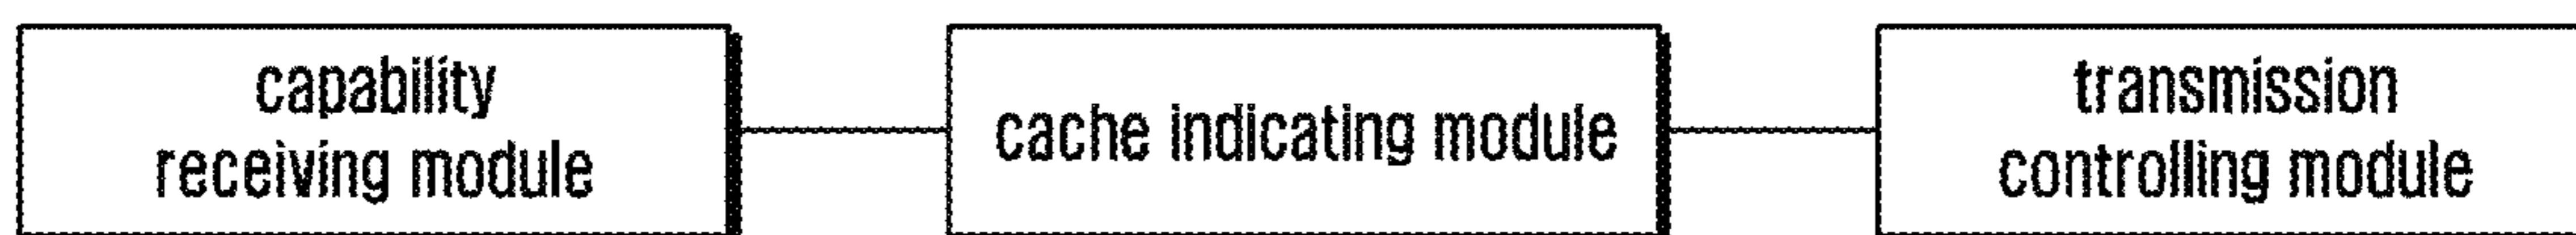 capability
receiving module
cache indicating module
transmission
controlling module